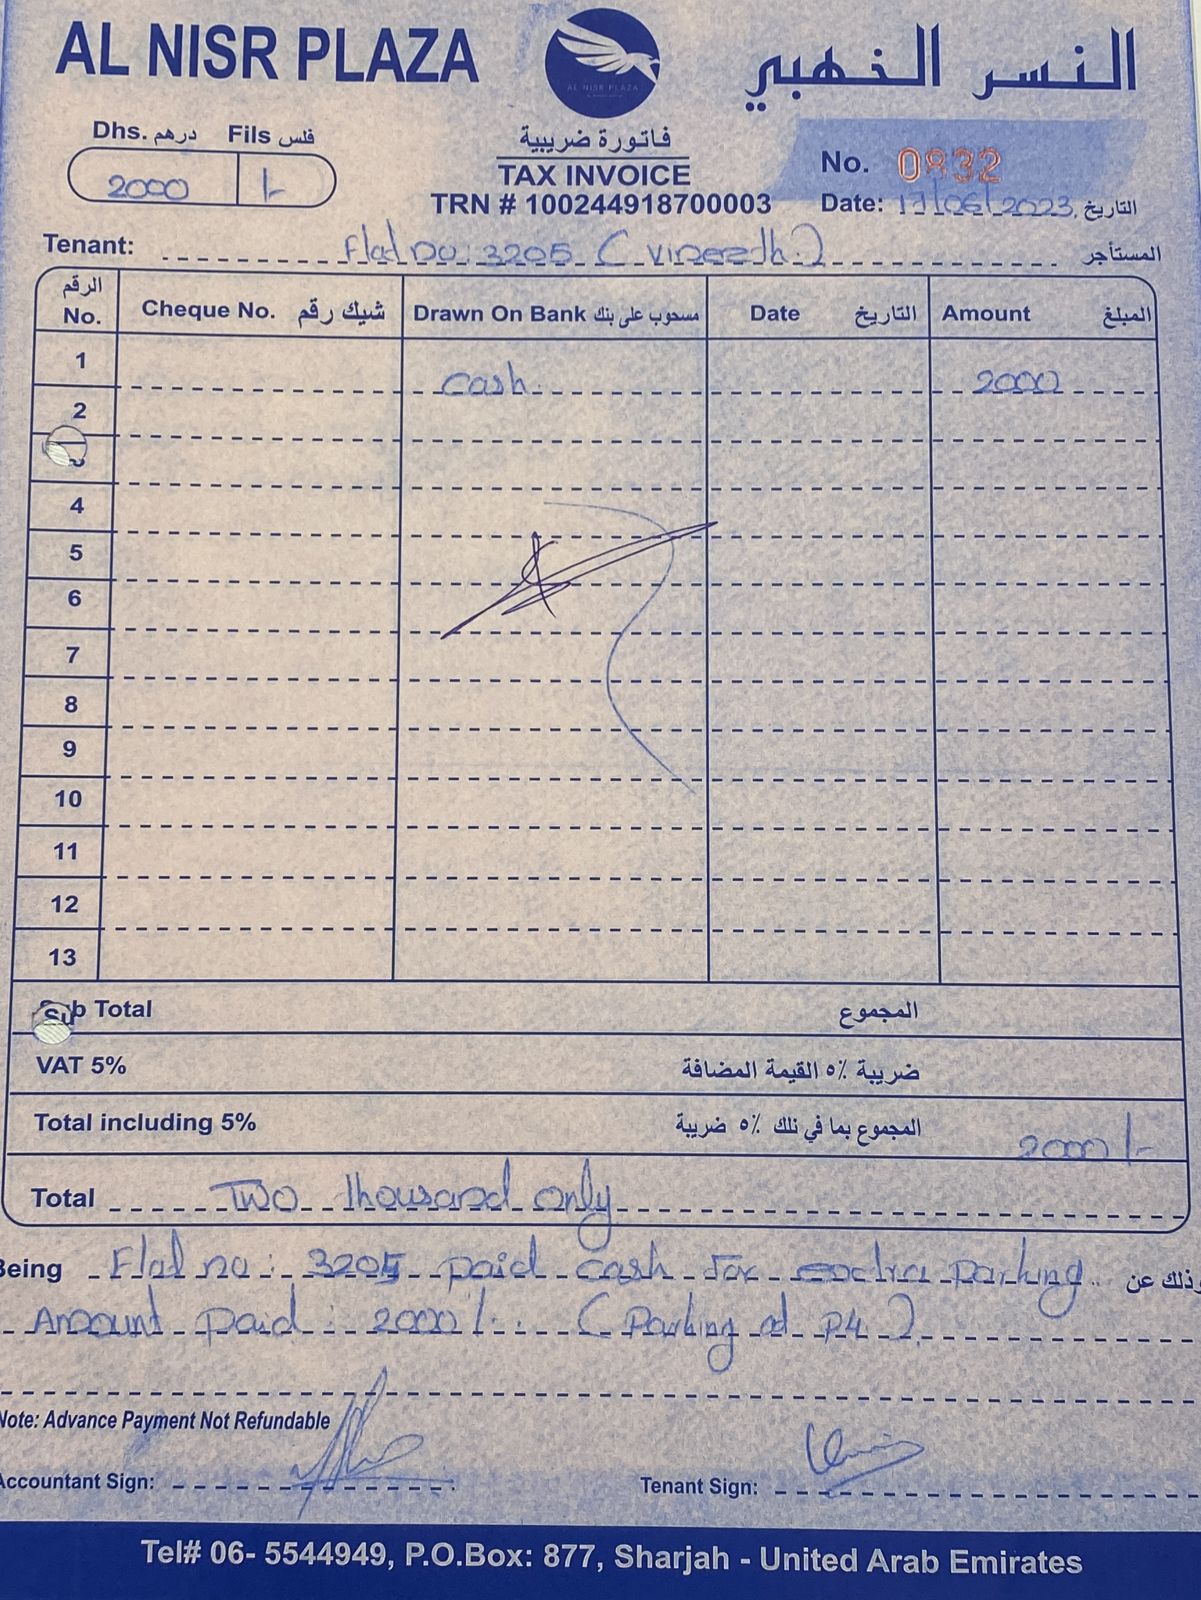 AL NISR PLAZA
AL NISR PLAZA
النسر الذهبي
Dhs. درهم Fils فلس
2000 /-
فاتورة ضريبية
TAX INVOICE
TRN # 100244918700003
No. 0832
Date: 17/06/2023 التاريخ
Tenant: Flat no: 3205 (Vineedh) المستأجر
الرقم No. Cheque No. شيك رقم Drawn On Bank مسحوب على بنك Date التاريخ Amount المبلغ
1 Cash 2000
2
3
4
5
6
7
8
9
10
11
12
13
Sub Total المجموع
VAT 5% ضريبة ٥٪ القيمة المضافة
Total including 5% المجموع بما في ذلك ٥٪ ضريبة 2000/-
Total Two thousand only
Being Flat no: 3205 paid cash for extra parking وذلك عن
Amount paid: 2000/- (Parking at P4)
Note: Advance Payment Not Refundable
Accountant Sign:
Tenant Sign:
Tel# 06- 5544949, P.O.Box: 877, Sharjah - United Arab Emirates